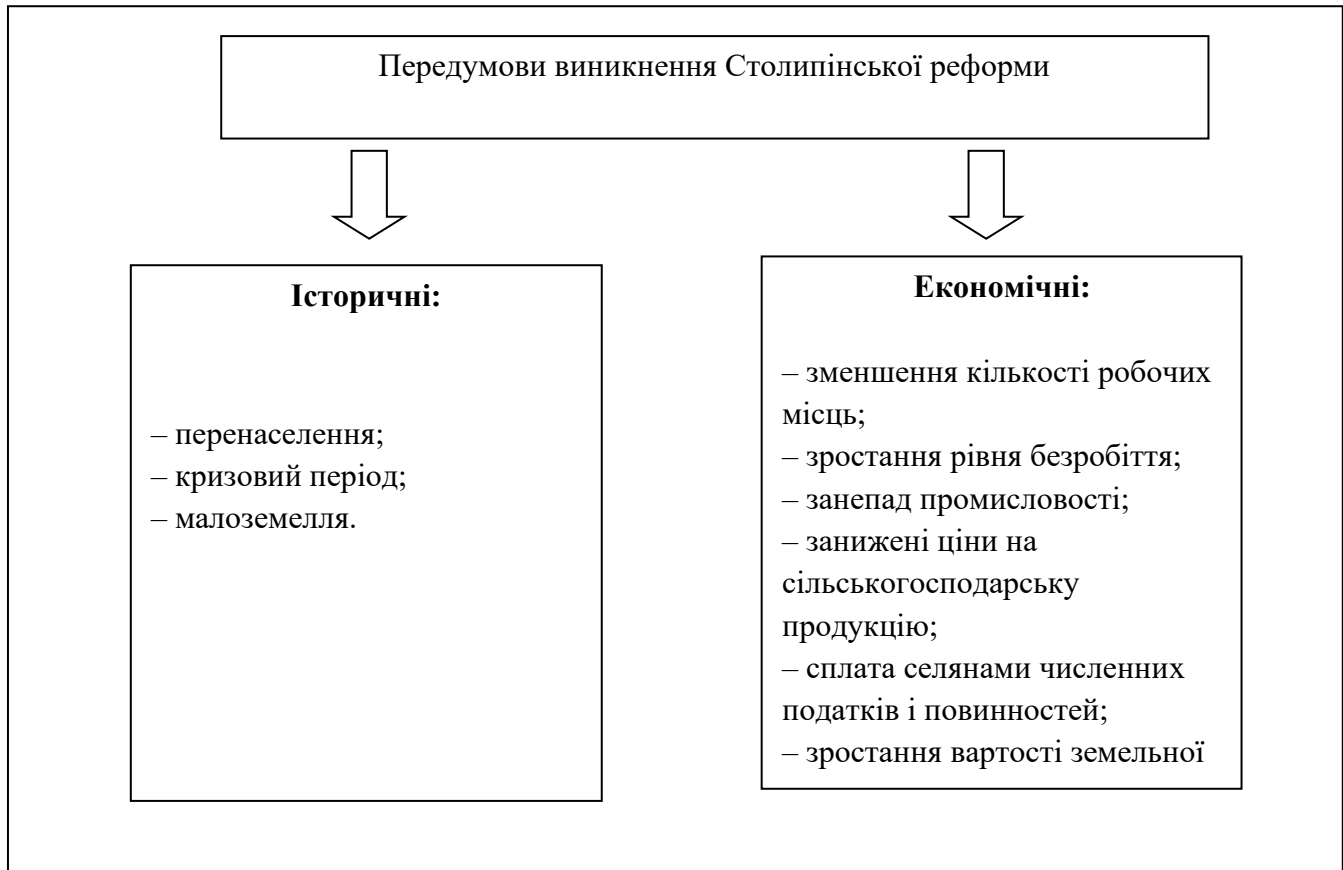 Передумови виникнення Столипінської реформи
Історичні:
– перенаселення;
– кризовий період;
– малоземелля.
Економічні:
– зменшення кількості робочих
місць;
– зростання рівня безробіття;
– занепад промисловості;
– занижені ціни на
сільськогосподарську
продукцію;
– сплата селянами численних
податків і повинностей;
– зростання вартості земельної